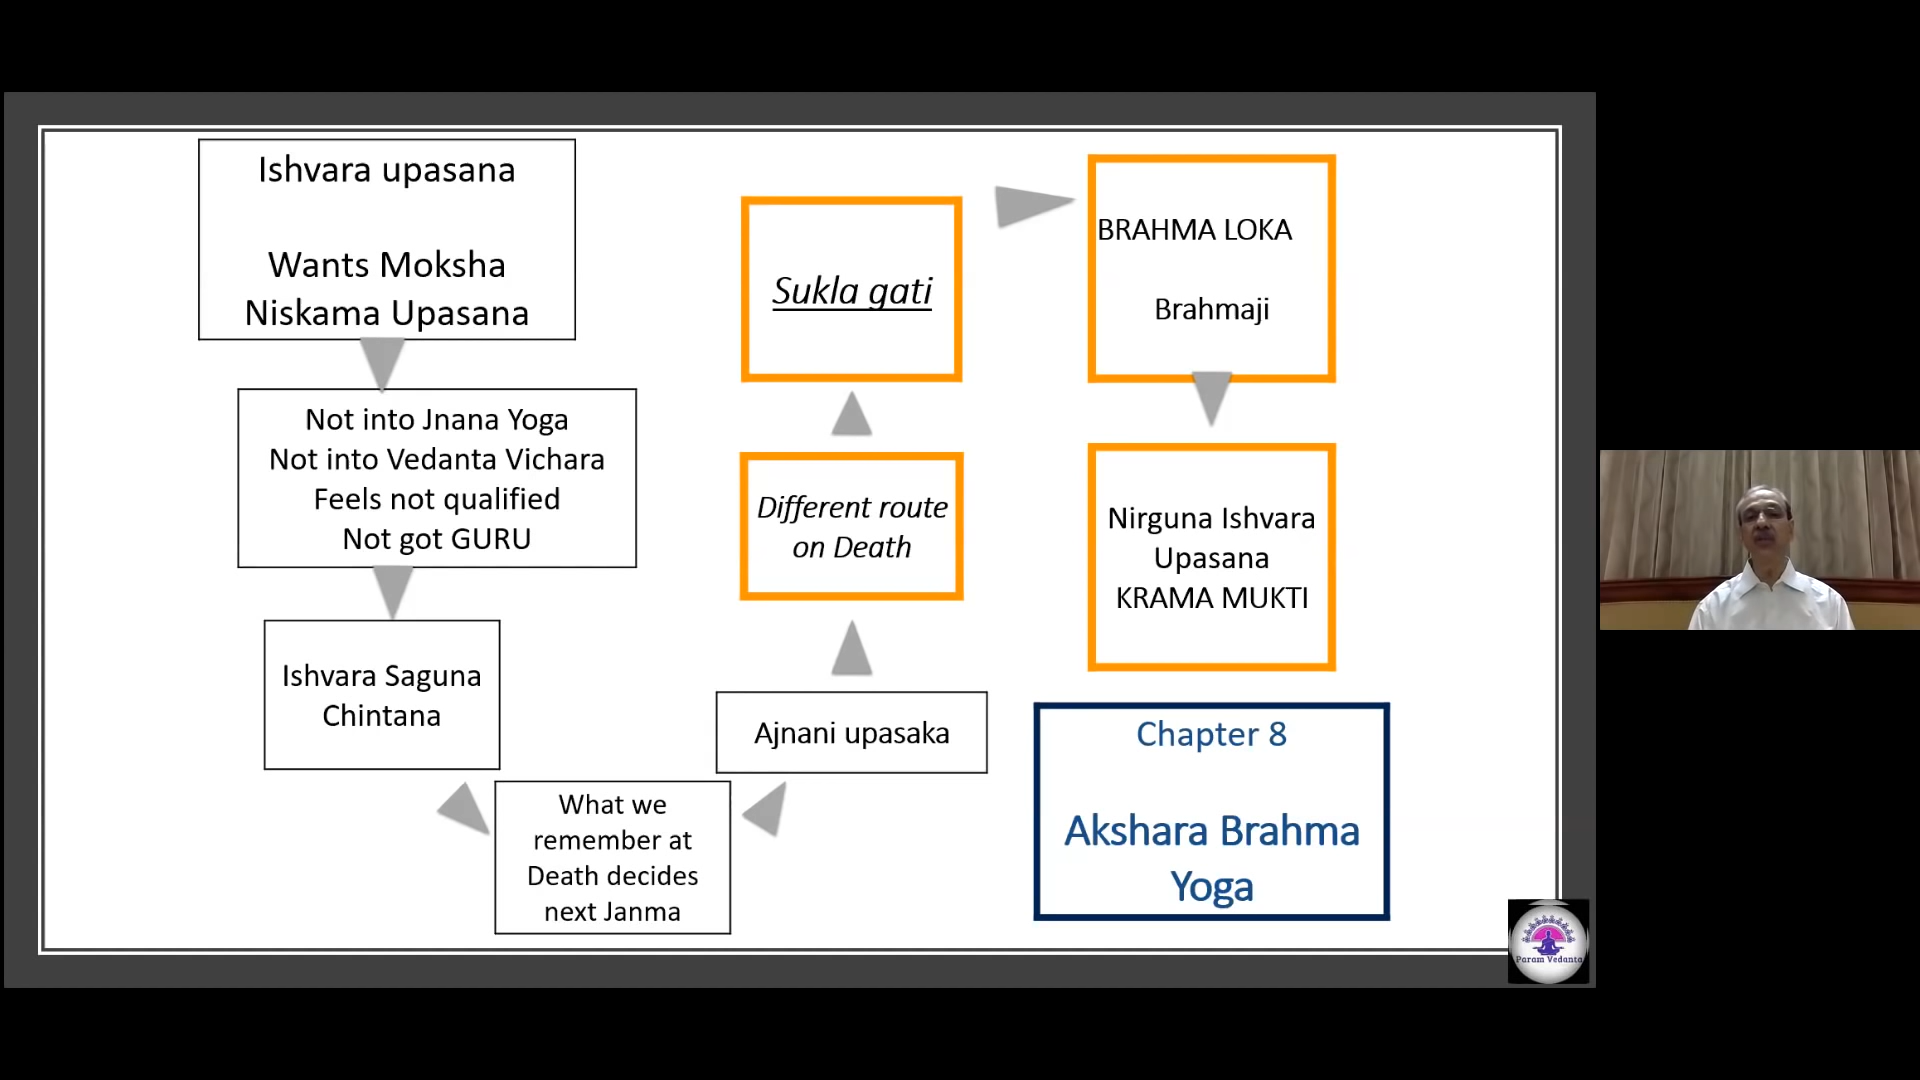 Ishvara upasana
Wants Moksha
Niskama Upasana
Not into Jnana Yoga
Not into Vedanta Vichara
Feels not qualified
Not got GURU
Ishvara Saguna
Chintana
What we
remember at
Death decides
next Janma
Ajnani upasaka
Different route
on Death
Sukla gati
BRAHMA LOKA
Brahmaji
Nirguna Ishvara
Upasana
KRAMA MUKTI
Chapter 8
Akshara Brahma
Yoga
Param Vedanta